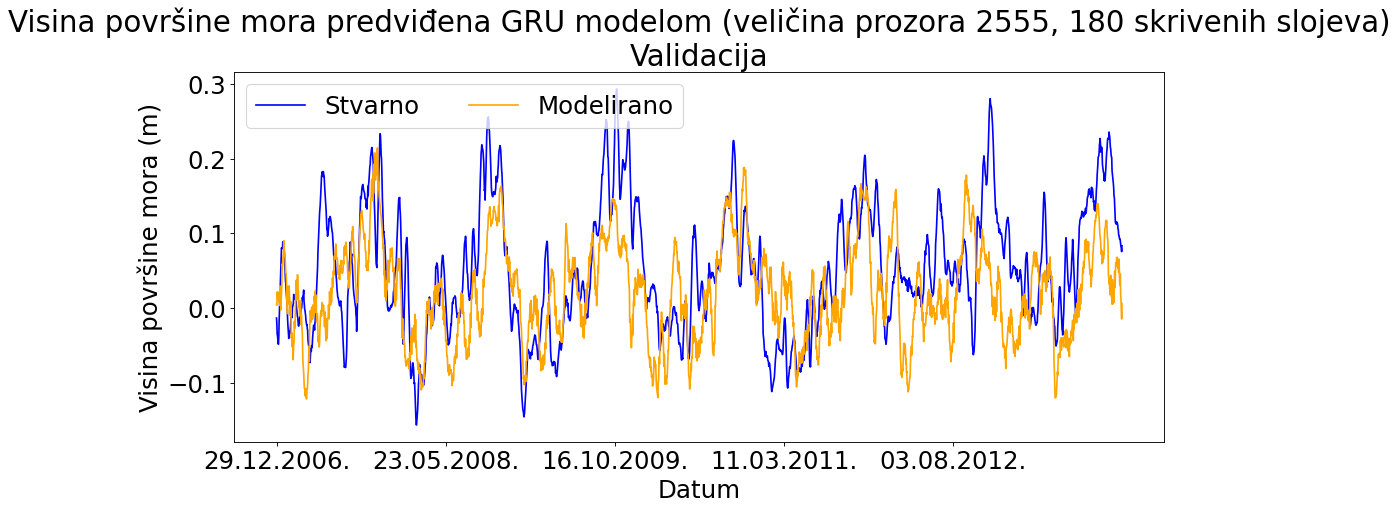 Visina površine mora predviđena GRU modelom (veličina prozora 2555, 180 skrivenih slojeva)
Validacija
Stvarno Modelirano
Visina površine mora (m)
0.3
0.2
0.1
0.0
−0.1
29.12.2006. 23.05.2008. 16.10.2009. 11.03.2011. 03.08.2012.
Datum